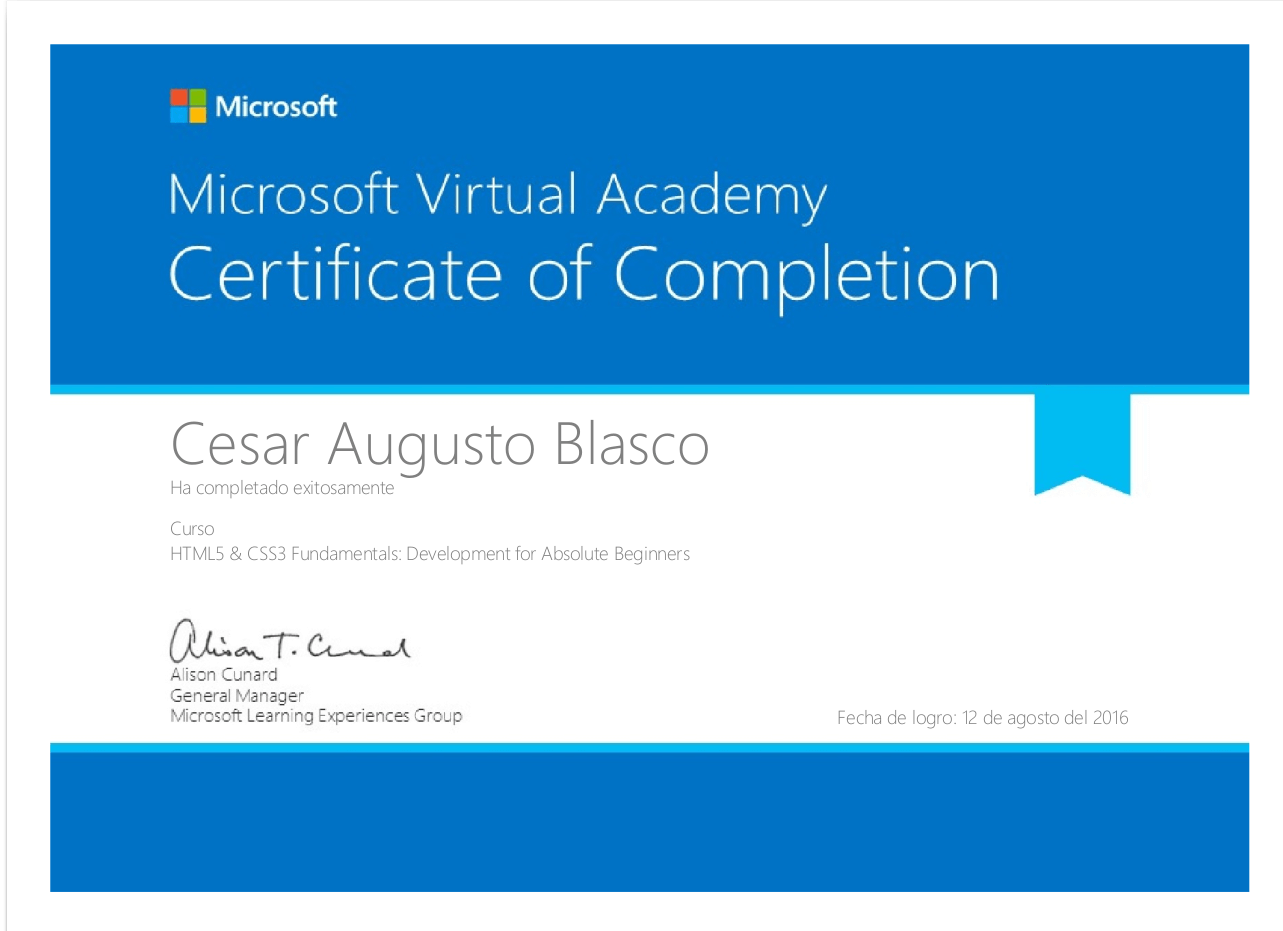 Microsoft
Microsoft Virtual Academy
Certificate of Completion
Cesar Augusto Blasco
Ha completado exitosamente
Curso
HTML5 & CSS3 Fundamentals: Development for Absolute Beginners
Alison T. Cunard
Alison Cunard
General Manager
Microsoft Learning Experiences Group
Fecha de logro: 12 de agosto del 2016